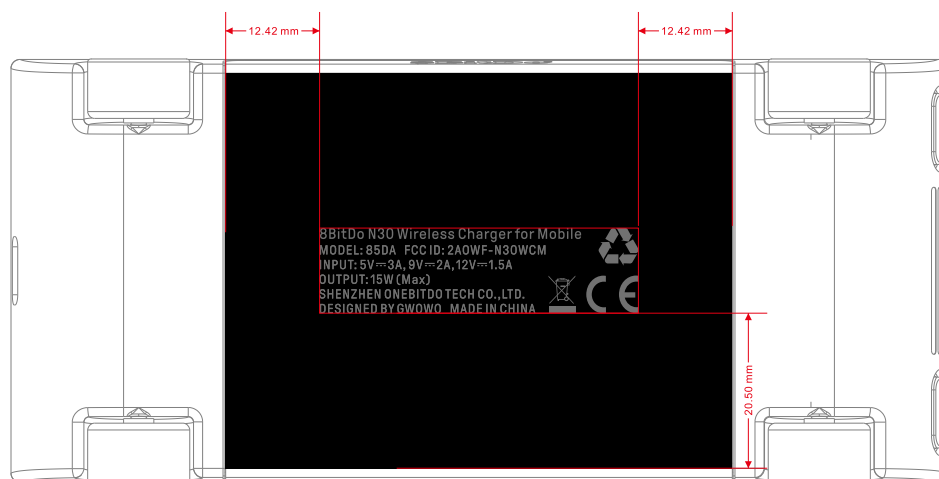 12.42 mm
12.42 mm
8BitDo N30 Wireless Charger for Mobile
MODEL: 85DA FCC ID: 2AOWF-N30WCM
INPUT: 5V⎓3A, 9V⎓2A, 12V⎓1.5A
OUTPUT: 15W (Max)
SHENZHEN ONEBITDO TECH CO., LTD.
DESIGNED BY GWOWO MADE IN CHINA
CE
20.50 mm